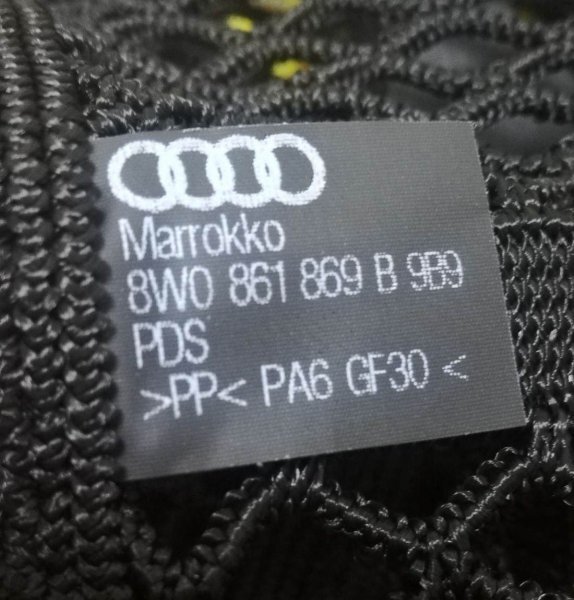 Marrokko
8W0 861 869 B 9B9
PDS
>PP< PA6 GF30 <